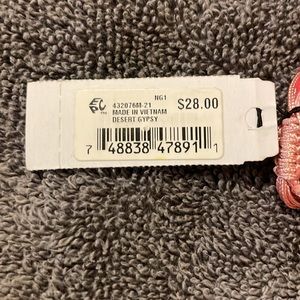 NG1
432076M-21 $28.00
MADE IN VIETNAM
DESERT GYPSY
7 48838 47891 1